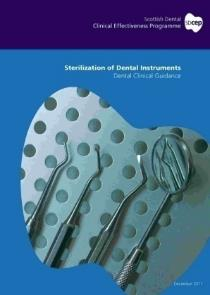 Scottish Dental
Clinical Effectiveness Programme
sdcep
Sterilization of Dental Instruments
Dental Clinical Guidance
December 2011